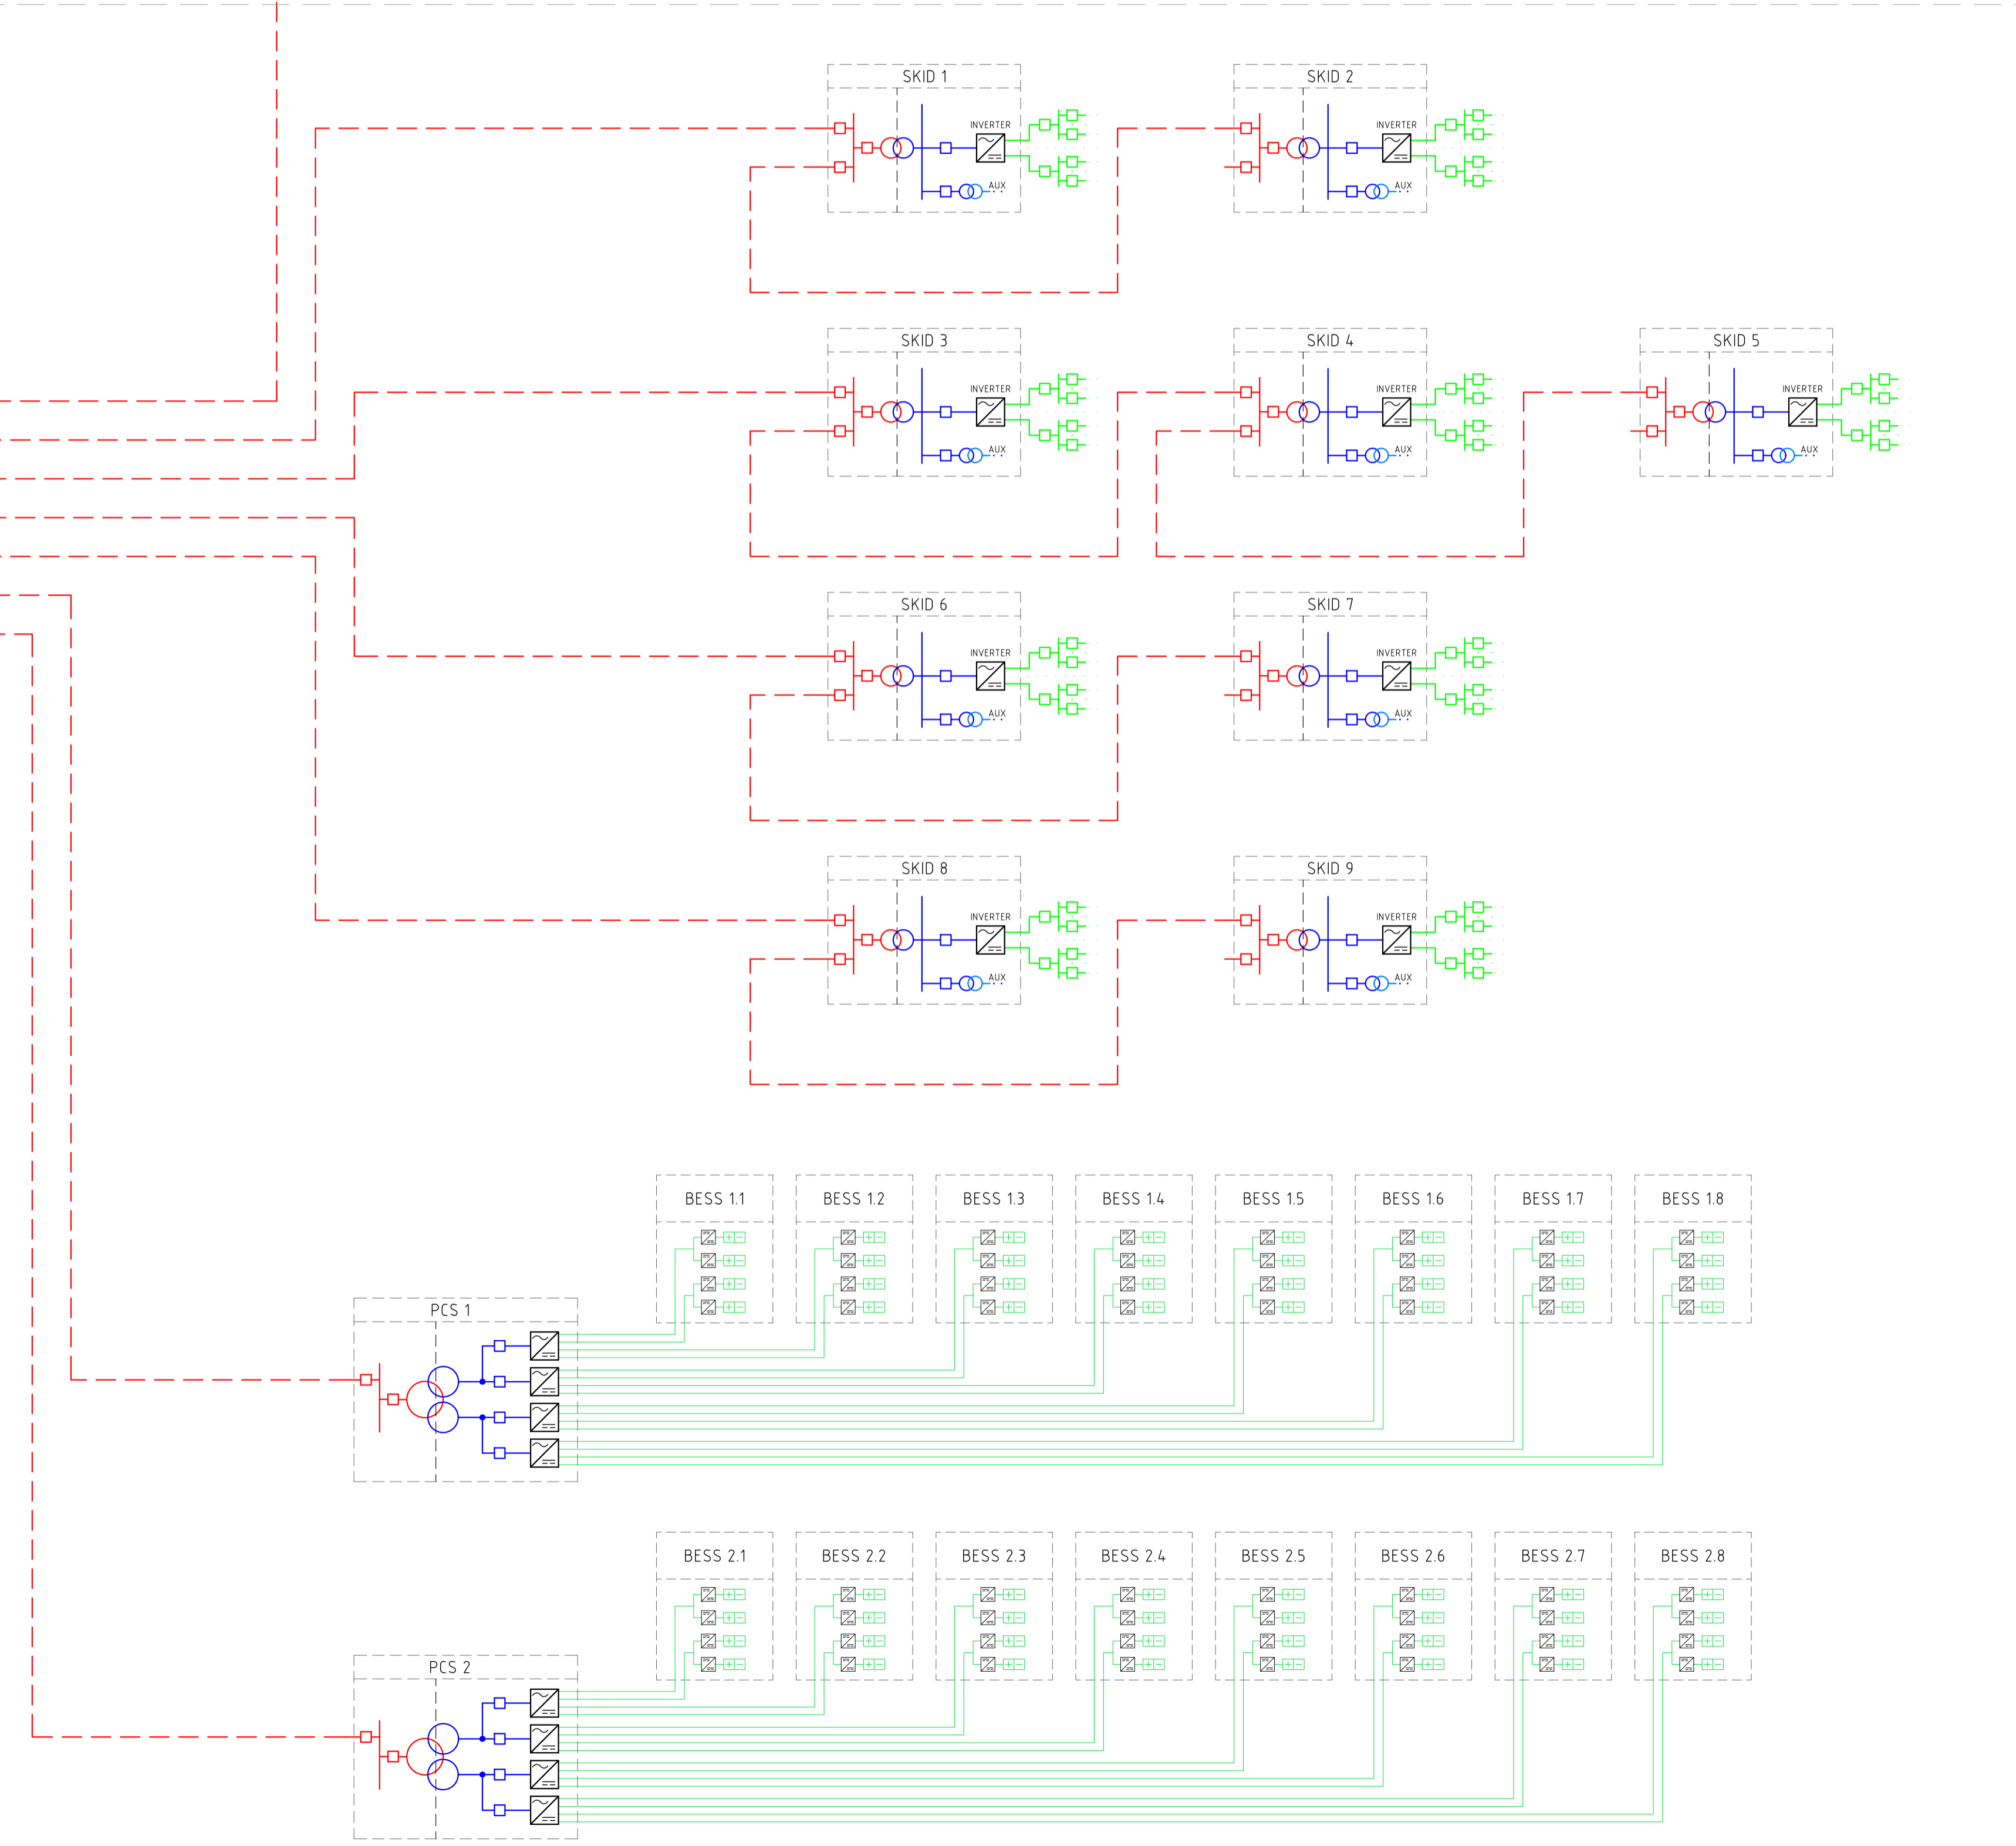 SKID 1
SKID 2
INVERTER
INVERTER
AUX
AUX
SKID 3
SKID 4
SKID 5
INVERTER
INVERTER
INVERTER
AUX
AUX
AUX
SKID 6
SKID 7
INVERTER
INVERTER
AUX
AUX
SKID 8
SKID 9
INVERTER
INVERTER
AUX
AUX
BESS 1.1
BESS 1.2
BESS 1.3
BESS 1.4
BESS 1.5
BESS 1.6
BESS 1.7
BESS 1.8
PCS 1
BESS 2.1
BESS 2.2
BESS 2.3
BESS 2.4
BESS 2.5
BESS 2.6
BESS 2.7
BESS 2.8
PCS 2